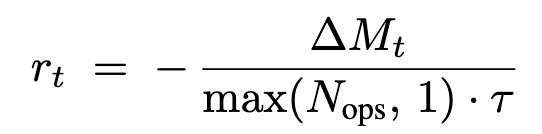 r_t = − ΔM_t / (max(N_ops, 1) · τ)